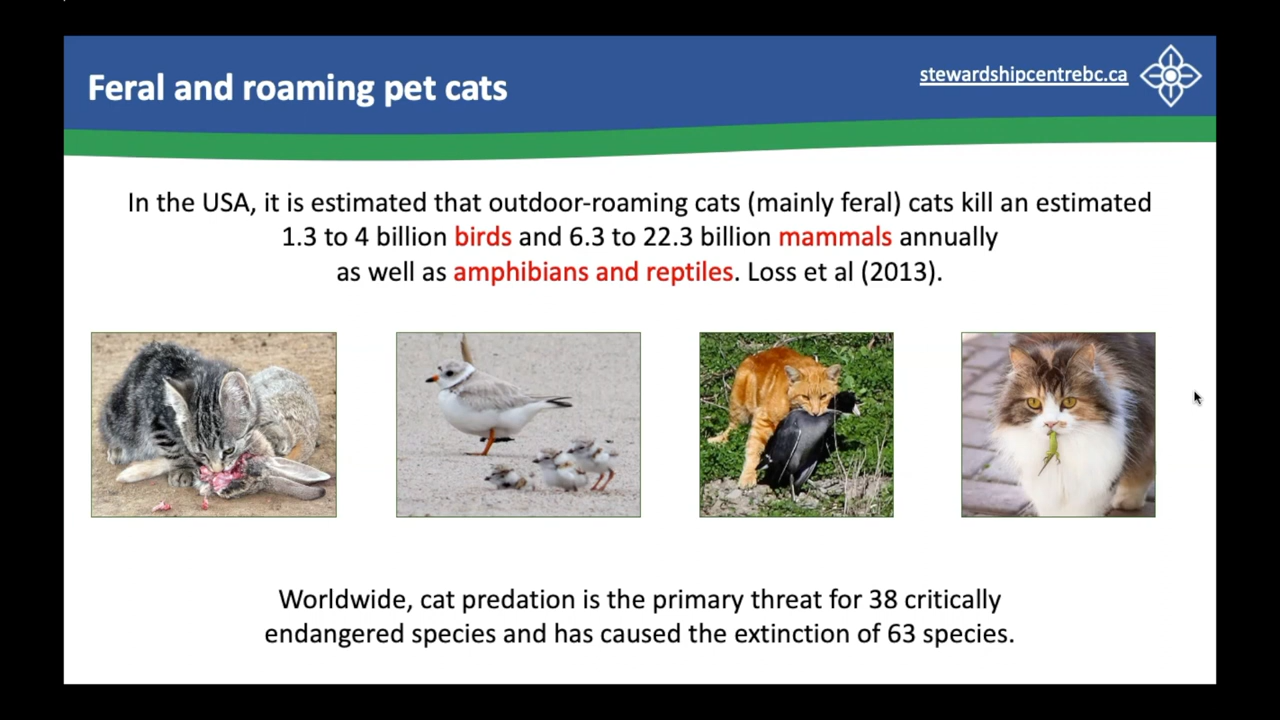 Feral and roaming pet cats
stewardshipcentrebc.ca
In the USA, it is estimated that outdoor-roaming cats (mainly feral) cats kill an estimated
1.3 to 4 billion birds and 6.3 to 22.3 billion mammals annually
as well as amphibians and reptiles. Loss et al (2013).
Worldwide, cat predation is the primary threat for 38 critically
endangered species and has caused the extinction of 63 species.